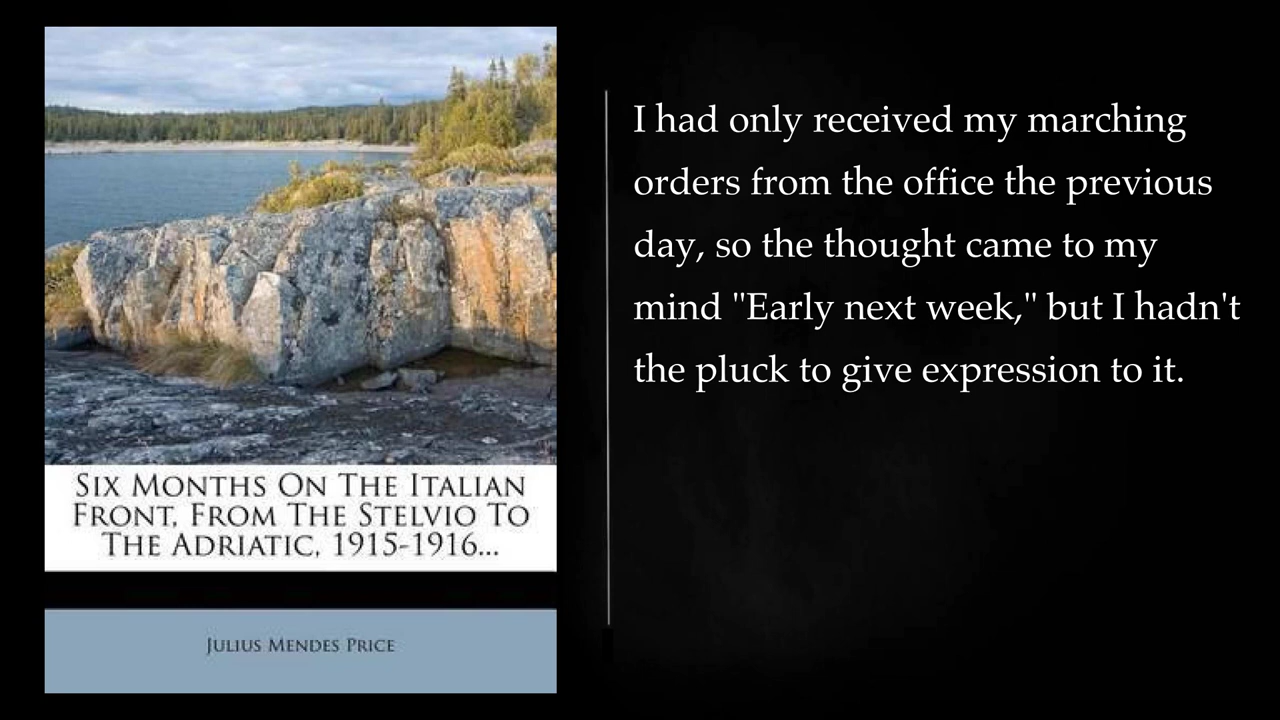 Six Months On The Italian
Front, From The Stelvio To
The Adriatic, 1915-1916...
Julius Mendes Price
I had only received my marching
orders from the office the previous
day, so the thought came to my
mind "Early next week," but I hadn't
the pluck to give expression to it.